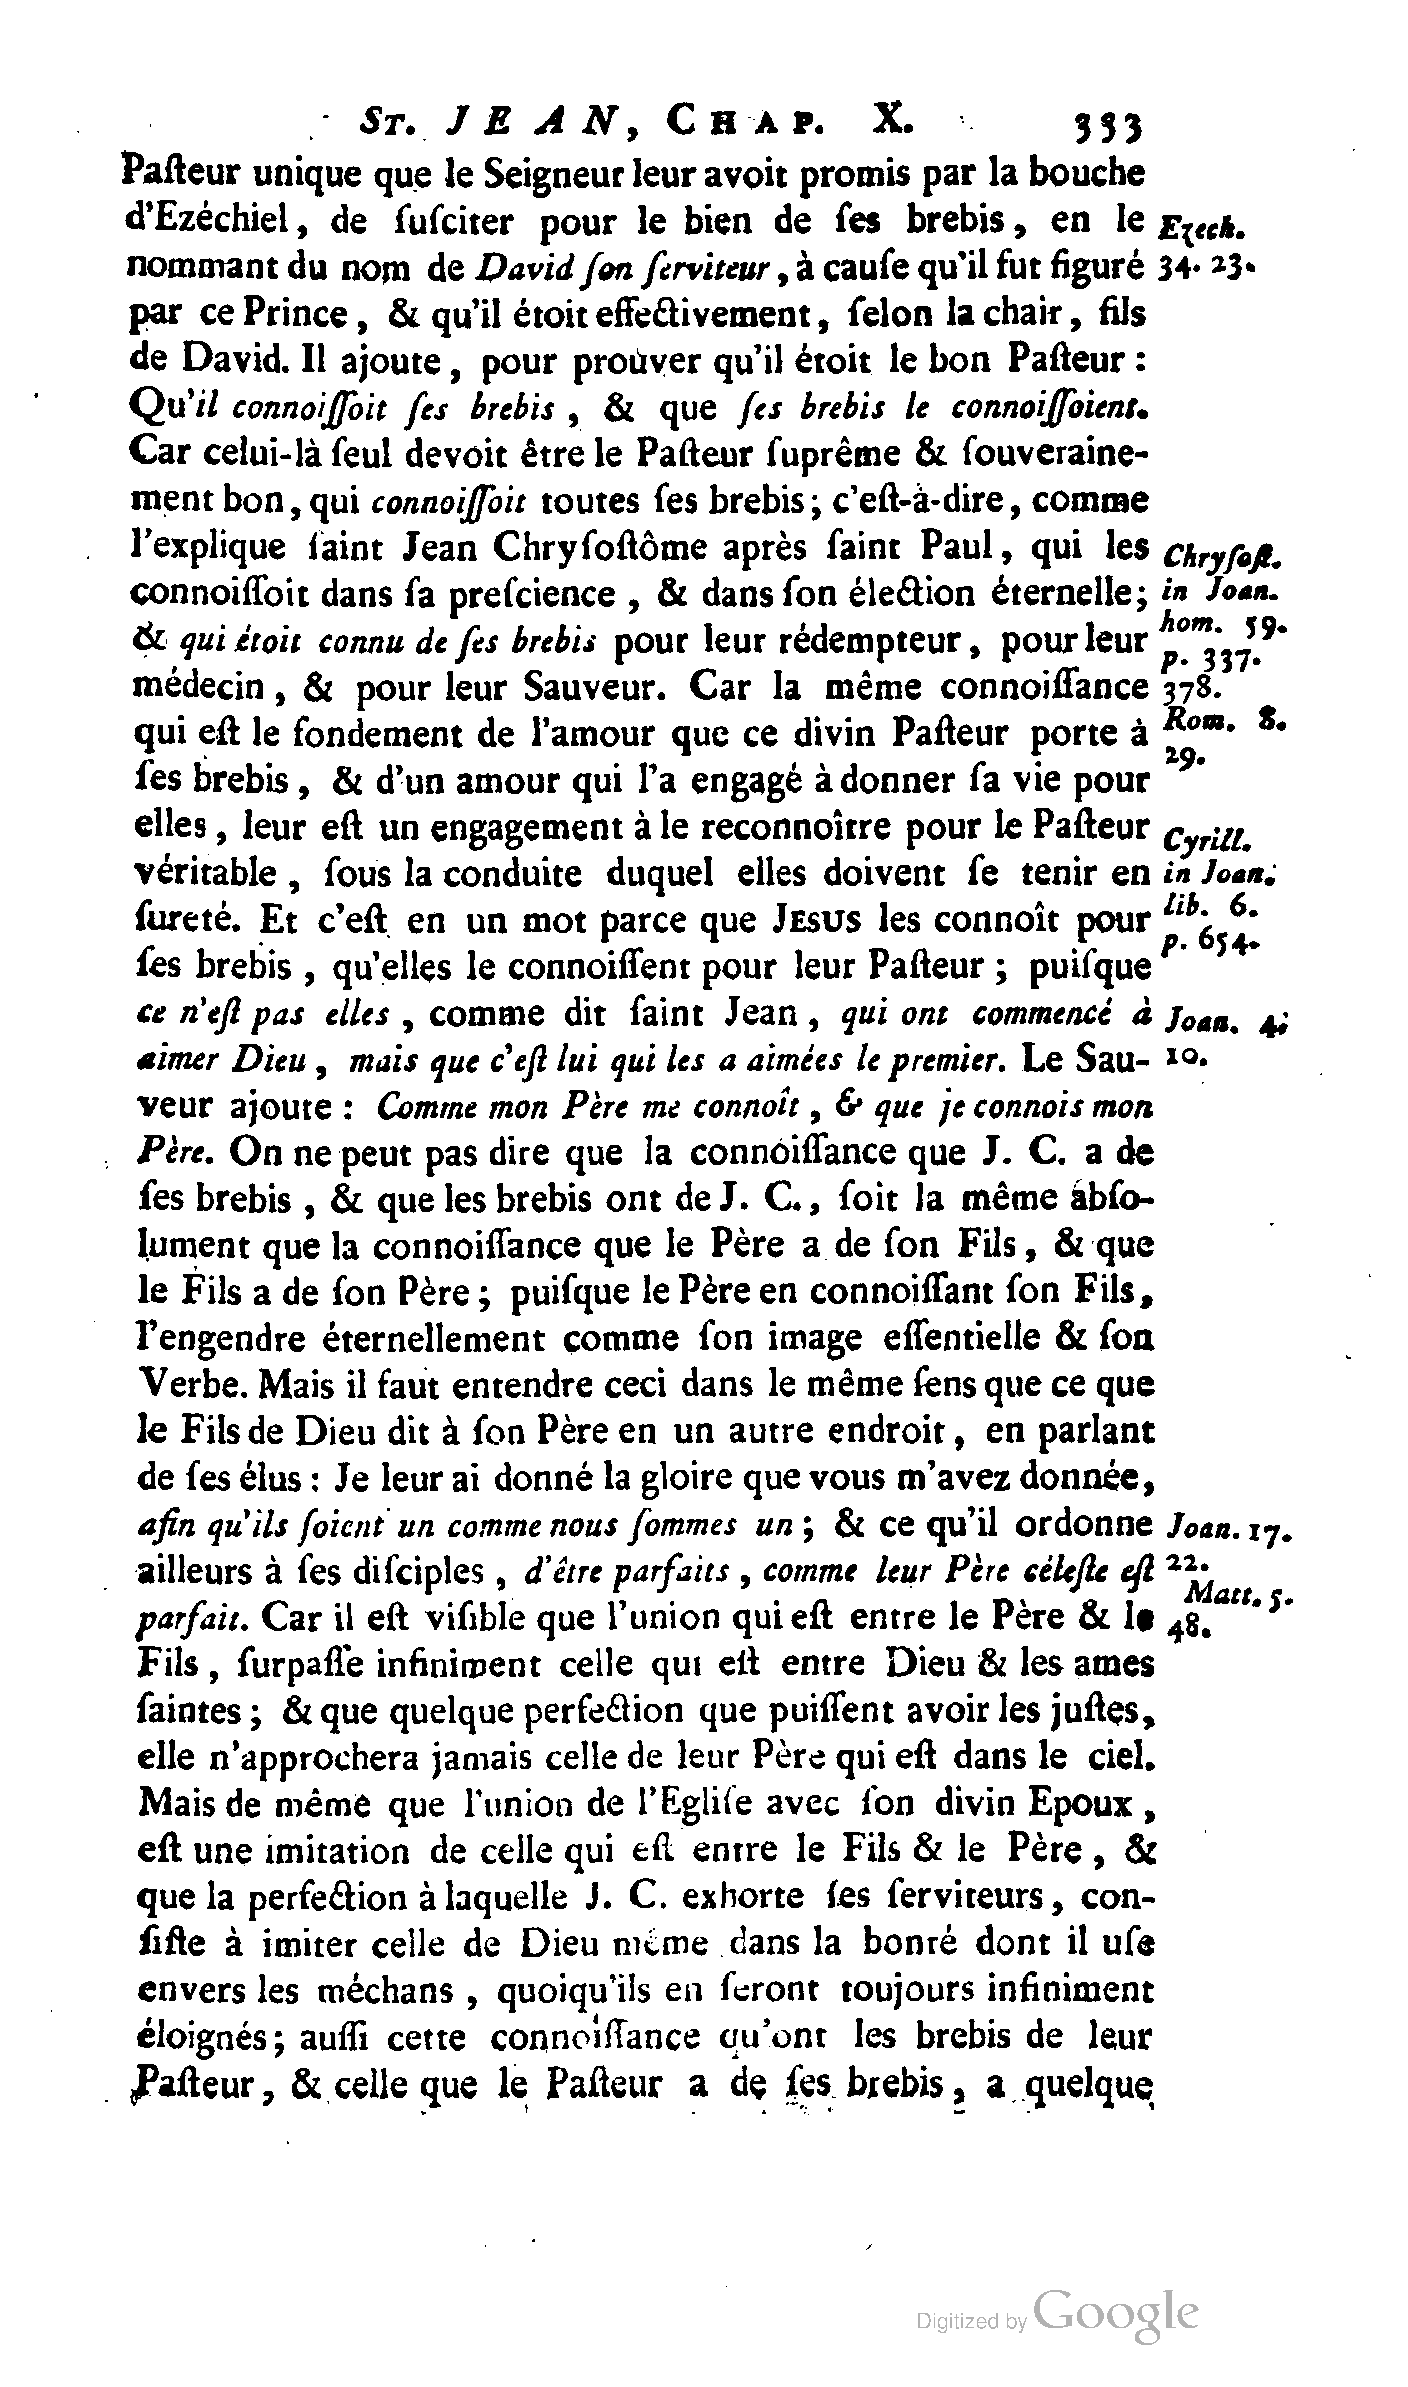 ST. JEAN, CHAP. X. 333
Paſteur unique que le Seigneur leur avoit promis par la bouche
d'Ezéchiel, de ſuſciter pour le bien de ſes brebis, en le
nommant du nom de David ſon ſerviteur, à cauſe qu'il fut figuré
par ce Prince, & qu'il étoit effectivement, ſelon la chair, fils
de David. Il ajoute, pour prouver qu'il étoit le bon Paſteur :
Qu'il connoiſſoit ſes brebis, & que ſes brebis le connoiſſoient.
Car celui-là ſeul devoit être le Paſteur ſuprême & ſouveraine-
ment bon, qui connoiſſoit toutes ſes brebis; c'eſt-à-dire, comme
l'explique ſaint Jean Chryſoſtôme après ſaint Paul, qui les
connoiſſoit dans ſa preſcience, & dans ſon élection éternelle;
& qui étoit connu de ſes brebis pour leur rédempteur, pour leur
médecin, & pour leur Sauveur. Car la même connoiſſance
qui eſt le fondement de l'amour que ce divin Paſteur porte à
ſes brebis, & d'un amour qui l'a engagé à donner ſa vie pour
elles, leur eſt un engagement à le reconnoître pour le Paſteur
véritable, ſous la conduite duquel elles doivent ſe tenir en
ſureté. Et c'eſt en un mot parce que JESUS les connoît pour
ſes brebis, qu'elles le connoiſſent pour leur Paſteur; puiſque
ce n'eſt pas elles, comme dit ſaint Jean, qui ont commencé à
aimer Dieu, mais que c'eſt lui qui les a aimées le premier. Le Sau-
veur ajoute : Comme mon Père me connoît, & que je connois mon
Père. On ne peut pas dire que la connoiſſance que J. C. a de
ſes brebis, & que les brebis ont de J. C., ſoit la même abſo-
lument que la connoiſſance que le Père a de ſon Fils, & que
le Fils a de ſon Père; puiſque le Père en connoiſſant ſon Fils,
l'engendre éternellement comme ſon image eſſentielle & ſon
Verbe. Mais il faut entendre ceci dans le même ſens que ce que
le Fils de Dieu dit à ſon Père en un autre endroit, en parlant
de ſes élus : Je leur ai donné la gloire que vous m'avez donnée,
afin qu'ils ſoient un comme nous ſommes un; & ce qu'il ordonne
ailleurs à ſes diſciples, d'être parfaits, comme leur Père céleſte eſt
parfait. Car il eſt viſible que l'union qui eſt entre le Père & le
Fils, ſurpaſſe infiniment celle qui eſt entre Dieu & les ames
ſaintes; & que quelque perfection que puiſſent avoir les juſtes,
elle n'approchera jamais celle de leur Père qui eſt dans le ciel.
Mais de même que l'union de l'Egliſe avec ſon divin Epoux,
eſt une imitation de celle qui eſt entre le Fils & le Père, &
que la perfection à laquelle J. C. exhorte ſes ſerviteurs, con-
ſiſte à imiter celle de Dieu même dans la bonté dont il uſe
envers les méchans, quoiqu'ils en ſeront toujours infiniment
éloignés; auſſi cette connoiſſance qu'ont les brebis de leur
Paſteur, & celle que le Paſteur a de ſes brebis, a quelque
Ezech.
34. 23.
Chryſoſt.
in Joan.
hom. 59.
p. 337.
378.
Rom. 8.
29.
Cyrill.
in Joan.
lib. 6.
p. 654.
Joan. 4.
10.
Joan. 17.
22.
Matt. 5.
48.
Digitized by Google